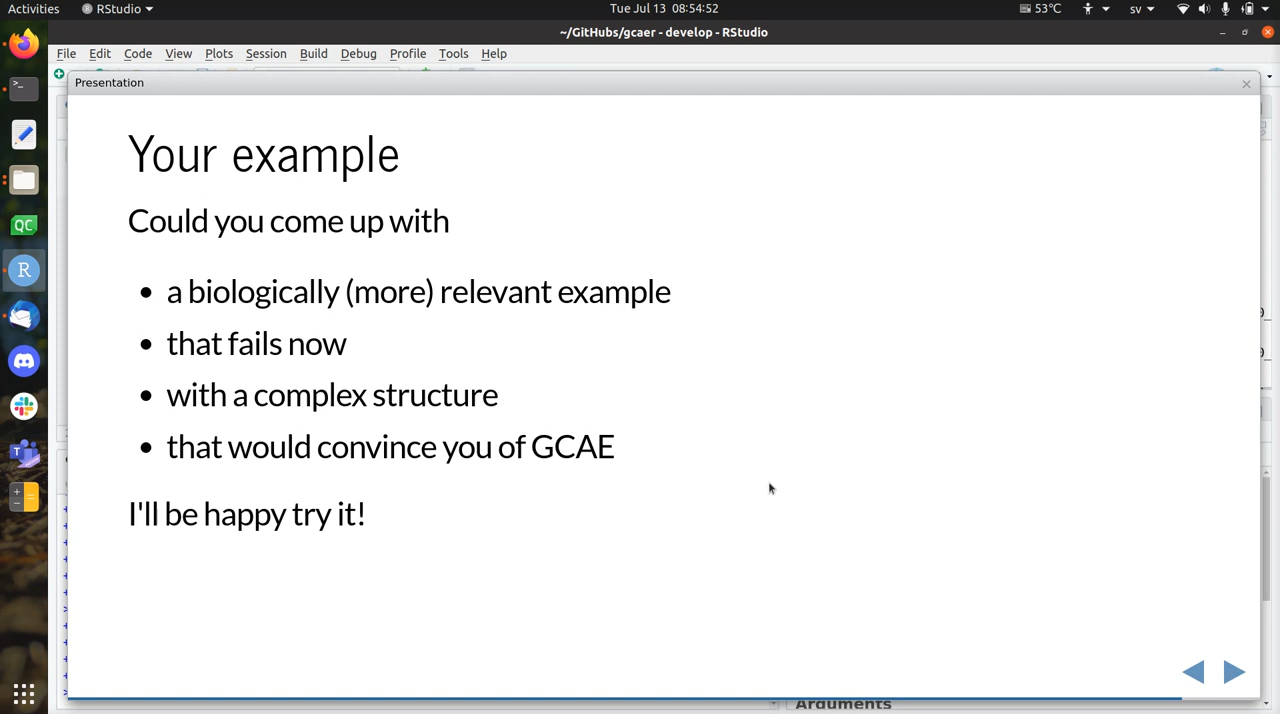 Activities
RStudio
Tue Jul 13 08:54:52
53°C
sv
~/GitHubs/gcaer - develop - RStudio
File Edit Code View Plots Session Build Debug Profile Tools Help
Presentation
Your example
Could you come up with
• a biologically (more) relevant example
• that fails now
• with a complex structure
• that would convince you of GCAE
I'll be happy try it!
QC
R
Arguments